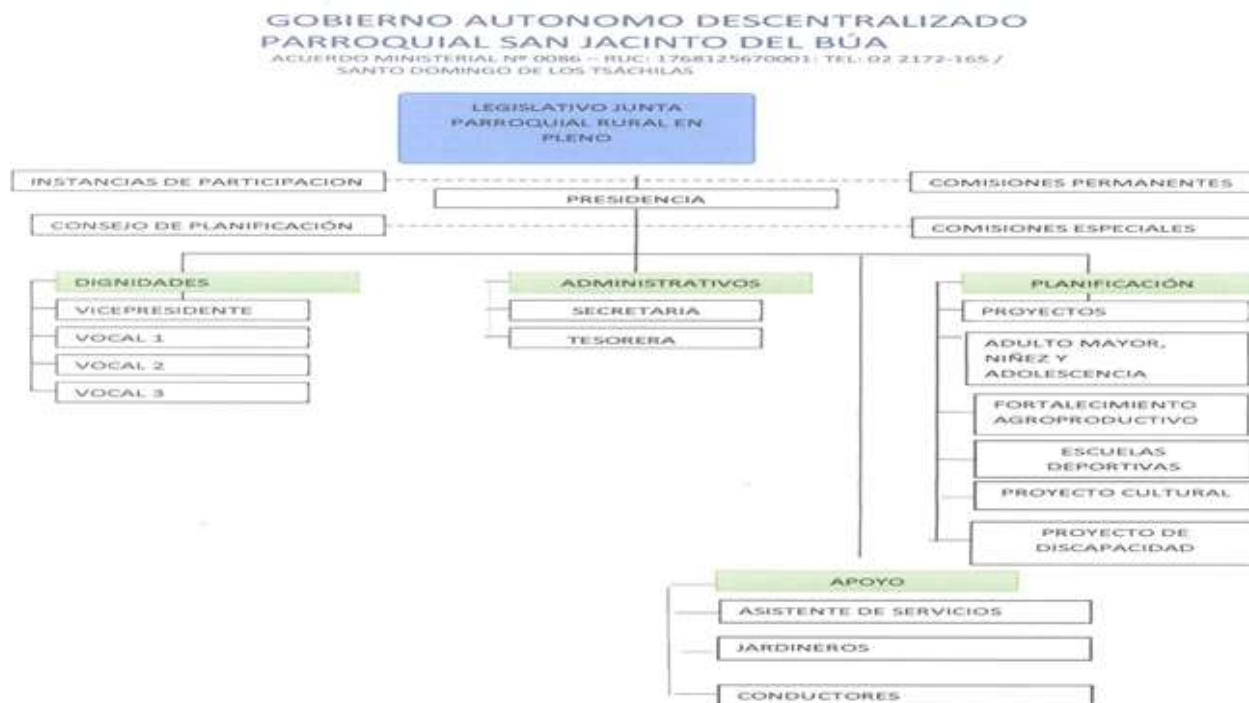 GOBIERNO AUTONOMO DESCENTRALIZADO
PARROQUIAL SAN JACINTO DEL BÚA
ACUERDO MINISTERIAL Nº 0086 – RUC: 1768125670001: TEL: 02 2172-165 /
SANTO DOMINGO DE LOS TSÁCHILAS
LEGISLATIVO JUNTA
PARROQUIAL RURAL EN
PLENO
INSTANCIAS DE PARTICIPACION
COMISIONES PERMANENTES
PRESIDENCIA
CONSEJO DE PLANIFICACIÓN
COMISIONES ESPECIALES
DIGNIDADES
VICEPRESIDENTE
VOCAL 1
VOCAL 2
VOCAL 3
ADMINISTRATIVOS
SECRETARIA
TESORERA
PLANIFICACIÓN
PROYECTOS
ADULTO MAYOR,
NIÑEZ Y
ADOLESCENCIA
FORTALECIMIENTO
AGROPRODUCTIVO
ESCUELAS
DEPORTIVAS
PROYECTO CULTURAL
PROYECTO DE
DISCAPACIDAD
APOYO
ASISTENTE DE SERVICIOS
JARDINEROS
CONDUCTORES